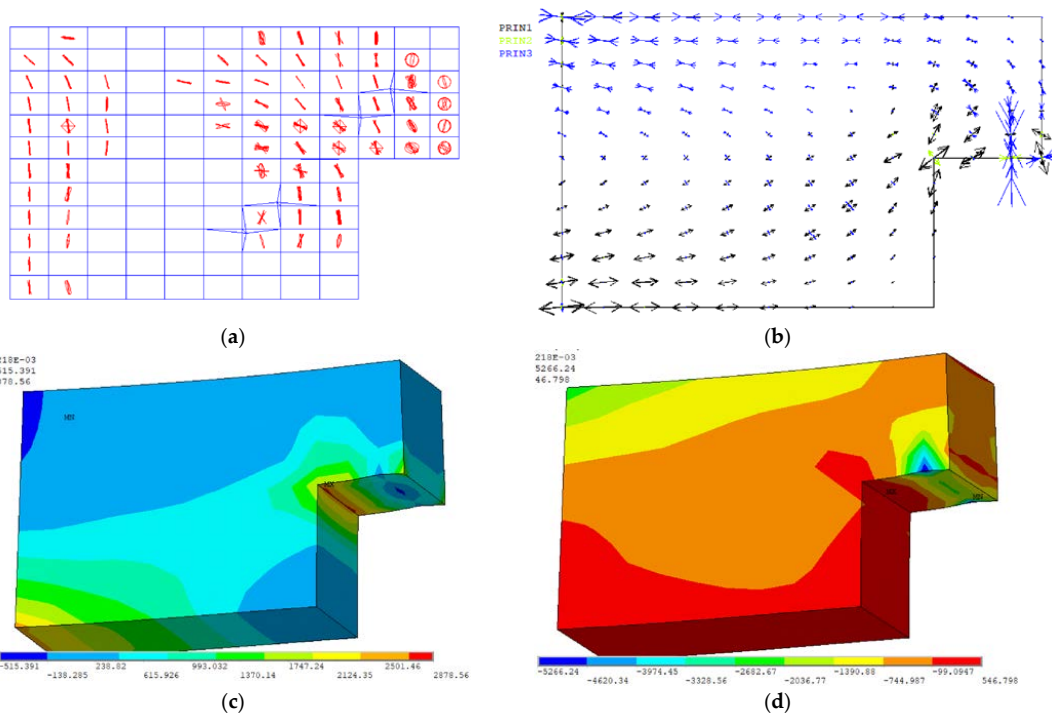 PRIN1
PRIN2
PRIN3
(a)
(b)
218E-03
515.391
878.56
MN
MX
-515.391 238.82 993.032 1747.24 2501.46
-138.285 615.926 1370.14 2124.35 2878.56
(c)
218E-03
5266.24
46.798
MX
MN
-5266.24 -3974.45 -2682.67 -1390.88 -99.0947
-4620.34 -3328.56 -2036.77 -744.987 546.798
(d)